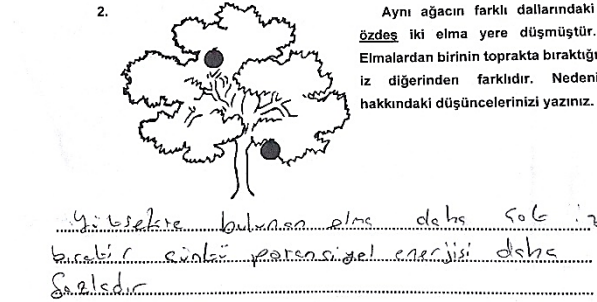 2.
Aynı ağacın farklı dallarındaki
özdeş iki elma yere düşmüştür.
Elmalardan birinin toprakta bıraktığı
iz diğerinden farklıdır. Nedeni
hakkındaki düşüncelerinizi yazınız.
Yüksekte bulunan elma daha çok iz
bırakır çünkü potansiyel enerjisi daha
fazladır